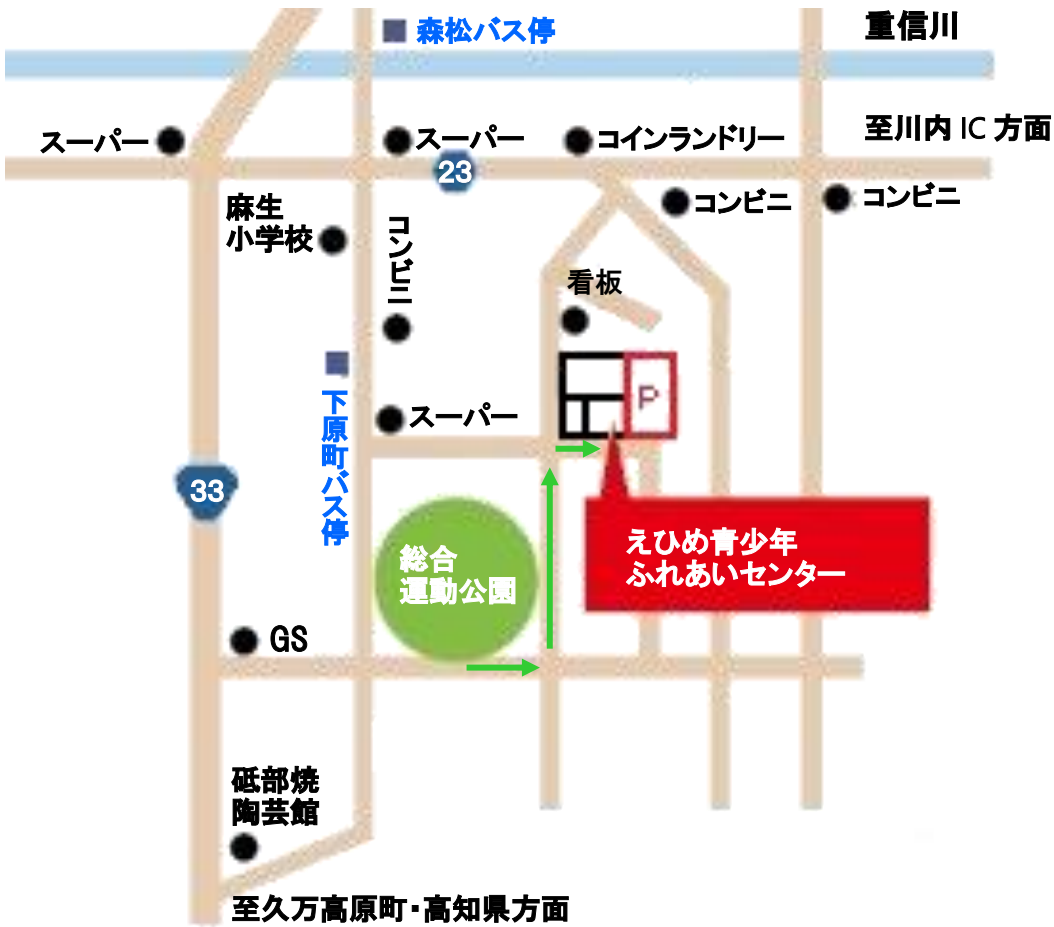 森松バス停
重信川
スーパー
スーパー
コインランドリー
至川内 IC 方面
23
麻生
小学校
コンビニ
コンビニ
コンビニ
看板
P
下原町バス停
スーパー
33
総合
運動公園
えひめ青少年
ふれあいセンター
GS
砥部焼
陶芸館
至久万高原町・高知県方面